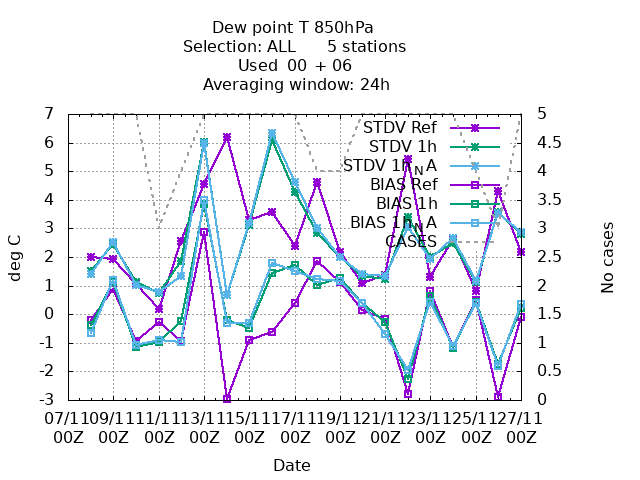 Dew point T 850hPa
Selection: ALL 5 stations
Used 00 + 06
Averaging window: 24h
7 5
6 4.5
5 4
4 3.5
3 3
2 2.5
1 2
0 1.5
-1 1
-2 0.5
-3 0
STDV Ref
STDV 1h
STDV 1h_NA
BIAS Ref
BIAS 1h
BIAS 1h_NA
CASES
deg C
No cases
07/11 09/11 11/11 13/11 15/11 17/11 19/11 21/11 23/11 25/11 27/11
00Z 00Z 00Z 00Z 00Z 00Z 00Z 00Z 00Z 00Z 00Z
Date